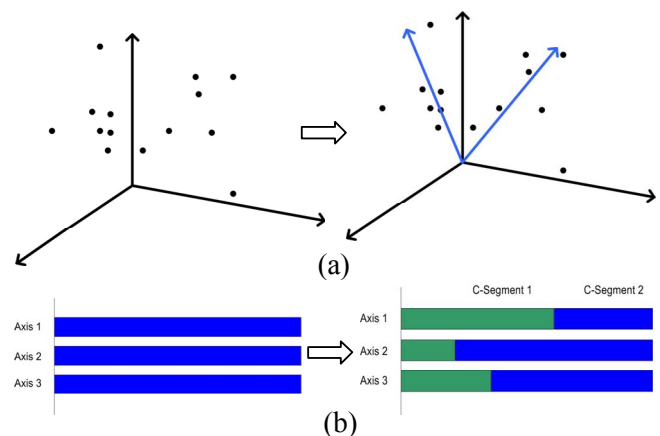 (a)
C-Segment 1 C-Segment 2
Axis 1 Axis 1
Axis 2 Axis 2
Axis 3 Axis 3
(b)